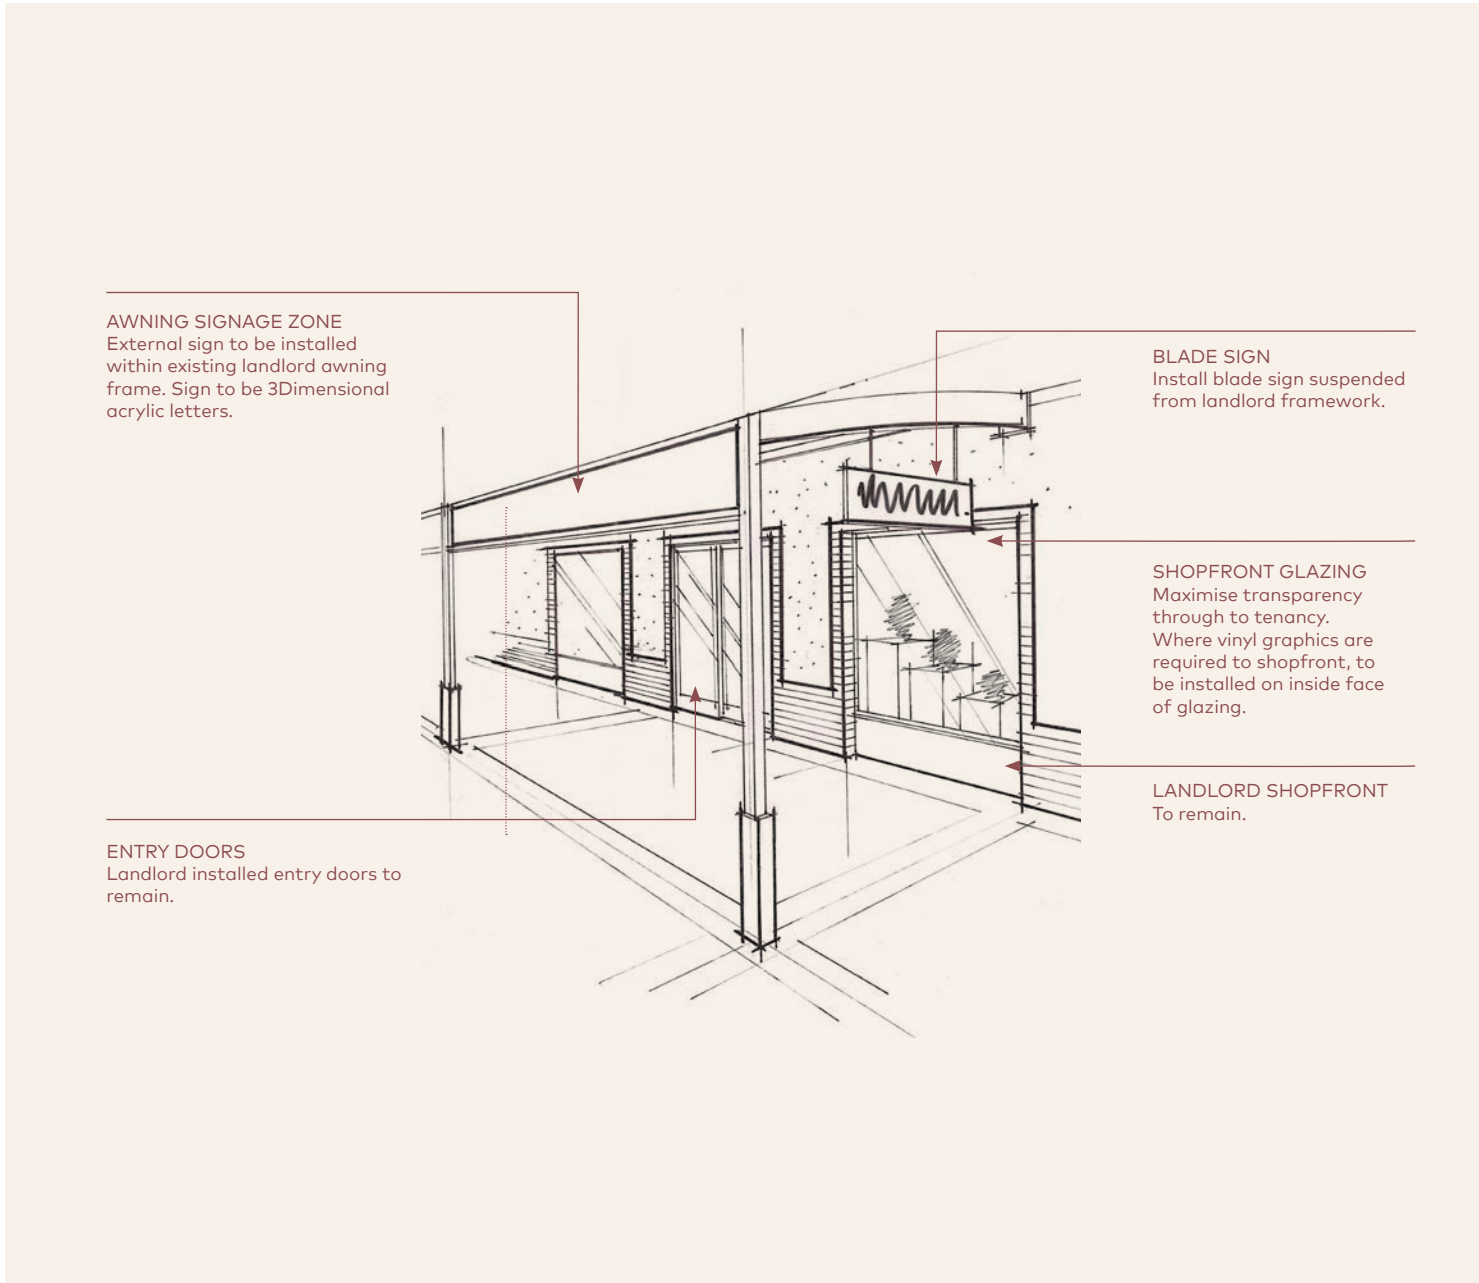 AWNING SIGNAGE ZONE
External sign to be installed
within existing landlord awning
frame. Sign to be 3Dimensional
acrylic letters.
ENTRY DOORS
Landlord installed entry doors to
remain.
BLADE SIGN
Install blade sign suspended
from landlord framework.
SHOPFRONT GLAZING
Maximise transparency
through to tenancy.
Where vinyl graphics are
required to shopfront, to
be installed on inside face
of glazing.
LANDLORD SHOPFRONT
To remain.